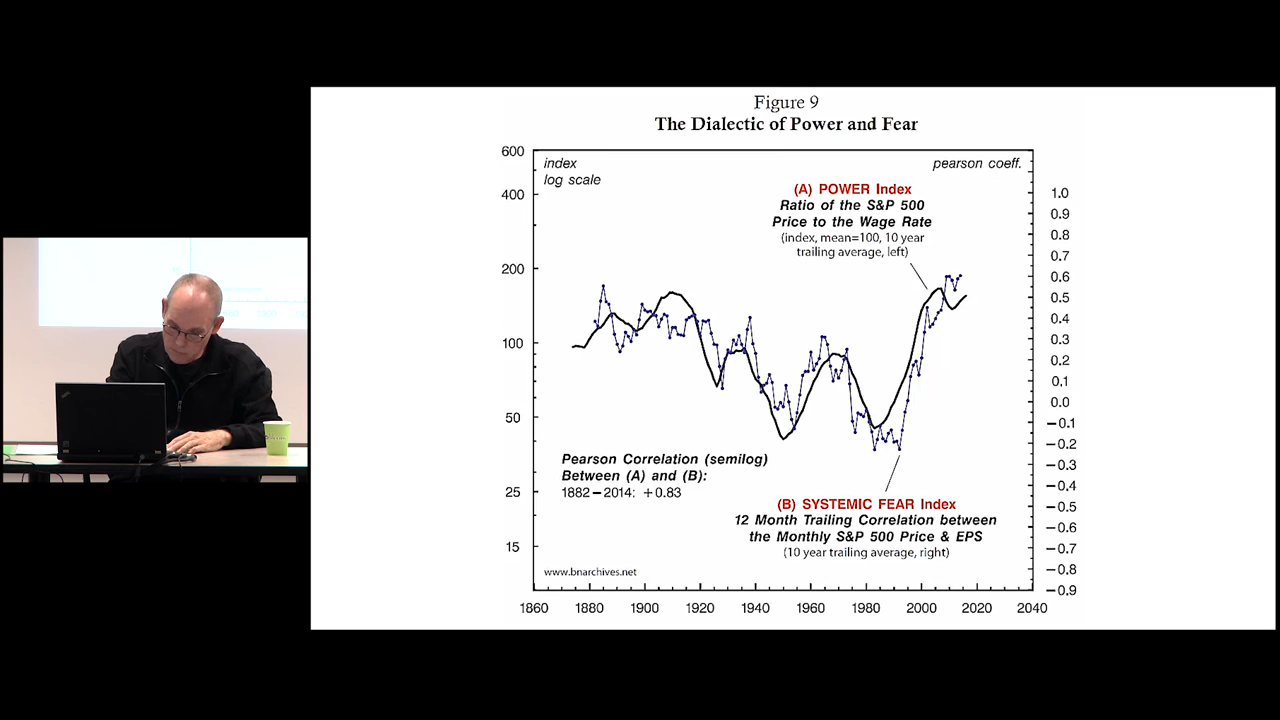 Figure 9
The Dialectic of Power and Fear
600
400
200
100
50
25
15
index
log scale
pearson coeff.
(A) POWER Index
Ratio of the S&P 500
Price to the Wage Rate
(index, mean=100, 10 year
trailing average, left)
1.0
0.9
0.8
0.7
0.6
0.5
0.4
0.3
0.2
0.1
0.0
−0.1
−0.2
−0.3
−0.4
−0.5
−0.6
−0.7
−0.8
−0.9
Pearson Correlation (semilog)
Between (A) and (B):
1882−2014: +0.83
(B) SYSTEMIC FEAR Index
12 Month Trailing Correlation between
the Monthly S&P 500 Price & EPS
(10 year trailing average, right)
www.bnarchives.net
1860 1880 1900 1920 1940 1960 1980 2000 2020 2040